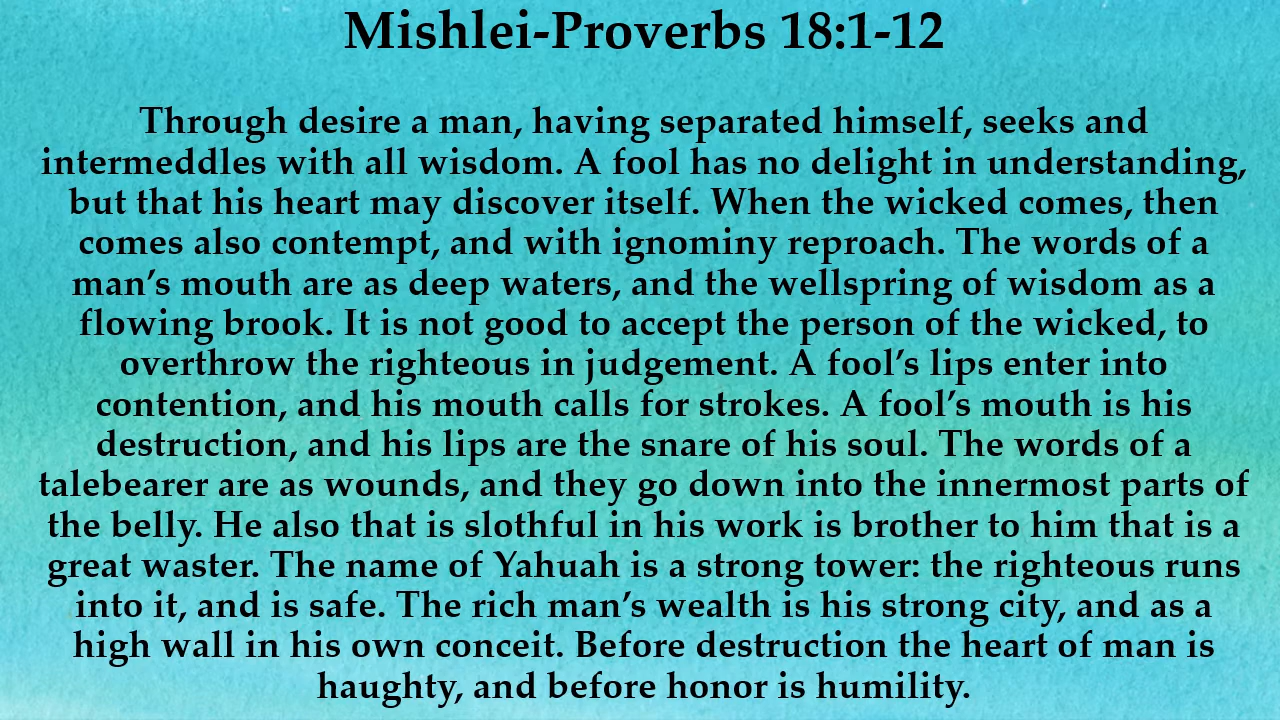 Mishlei-Proverbs 18:1-12
Through desire a man, having separated himself, seeks and
intermeddles with all wisdom. A fool has no delight in understanding,
but that his heart may discover itself. When the wicked comes, then
comes also contempt, and with ignominy reproach. The words of a
man’s mouth are as deep waters, and the wellspring of wisdom as a
flowing brook. It is not good to accept the person of the wicked, to
overthrow the righteous in judgement. A fool’s lips enter into
contention, and his mouth calls for strokes. A fool’s mouth is his
destruction, and his lips are the snare of his soul. The words of a
talebearer are as wounds, and they go down into the innermost parts of
the belly. He also that is slothful in his work is brother to him that is a
great waster. The name of Yahuah is a strong tower: the righteous runs
into it, and is safe. The rich man’s wealth is his strong city, and as a
high wall in his own conceit. Before destruction the heart of man is
haughty, and before honor is humility.